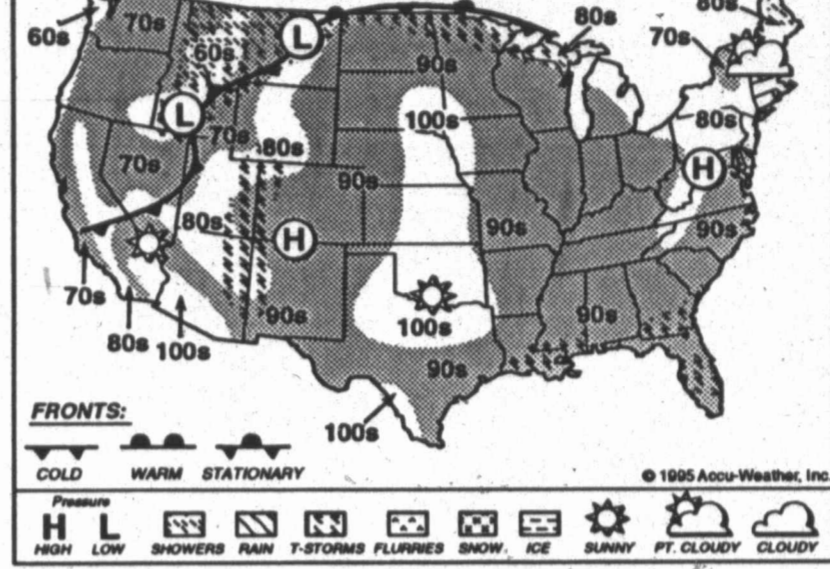 80s
80s
60s
70s
70s
L
60s
90s
L
100s
80s
70s
80s
70s
H
90s
80s
H
90s
90s
70s
90s
100s
90s
80s
100s
90s
100s
FRONTS:
COLD WARM STATIONARY
© 1995 Accu-Weather, Inc.
Pressure
H L
HIGH LOW SHOWERS RAIN T-STORMS FLURRIES SNOW ICE SUNNY PT. CLOUDY CLOUDY